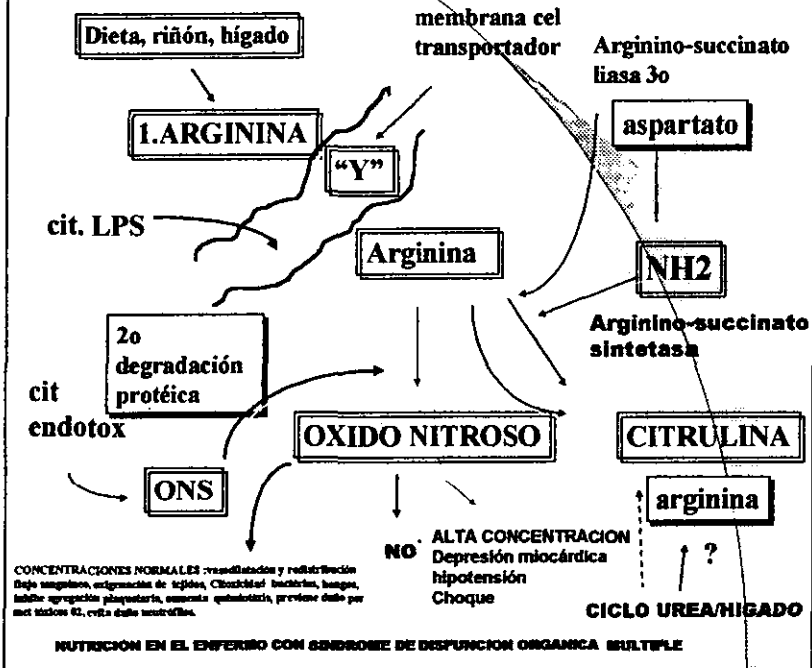 membrana cel
transportador
Dieta, riñón, hígado
Arginino-succinato
liasa 3o
1.ARGININA
aspartato
“Y”
cit. LPS
Arginina
NH2
Arginino-succinato
sintetasa
2o
degradación
protéica
cit
endotox
OXIDO NITROSO
CITRULINA
ONS
arginina
NO
ALTA CONCENTRACION
Depresión miocárdica
hipotensión
Choque
?
CICLO UREA/HIGADO
CONCENTRACIONES NORMALES :vasodilatación y redistribución
flujo sanguíneo, oxigenación de tejidos, Citoxicidad bacterias, hongos,
inhibe agregación plaquetaria, aumenta quimiotaxis, previene daño por
met tóxicos 02, evita daño neutrófilos.
NUTRICION EN EL ENFERMO CON SINDROME DE DISFUNCION ORGANICA MULTIPLE